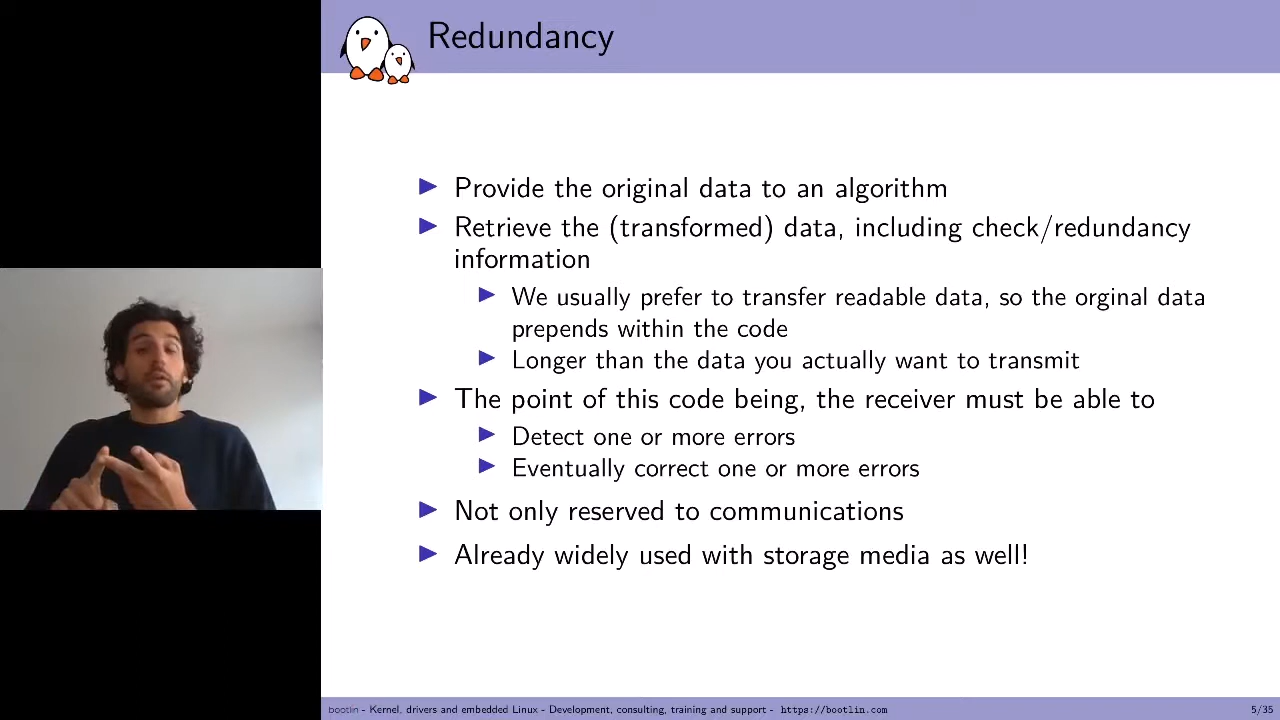 Redundancy
Provide the original data to an algorithm
Retrieve the (transformed) data, including check/redundancy
information
We usually prefer to transfer readable data, so the orginal data
prepends within the code
Longer than the data you actually want to transmit
The point of this code being, the receiver must be able to
Detect one or more errors
Eventually correct one or more errors
Not only reserved to communications
Already widely used with storage media as well!
bootlin - Kernel, drivers and embedded Linux - Development, consulting, training and support - https://bootlin.com 5/35